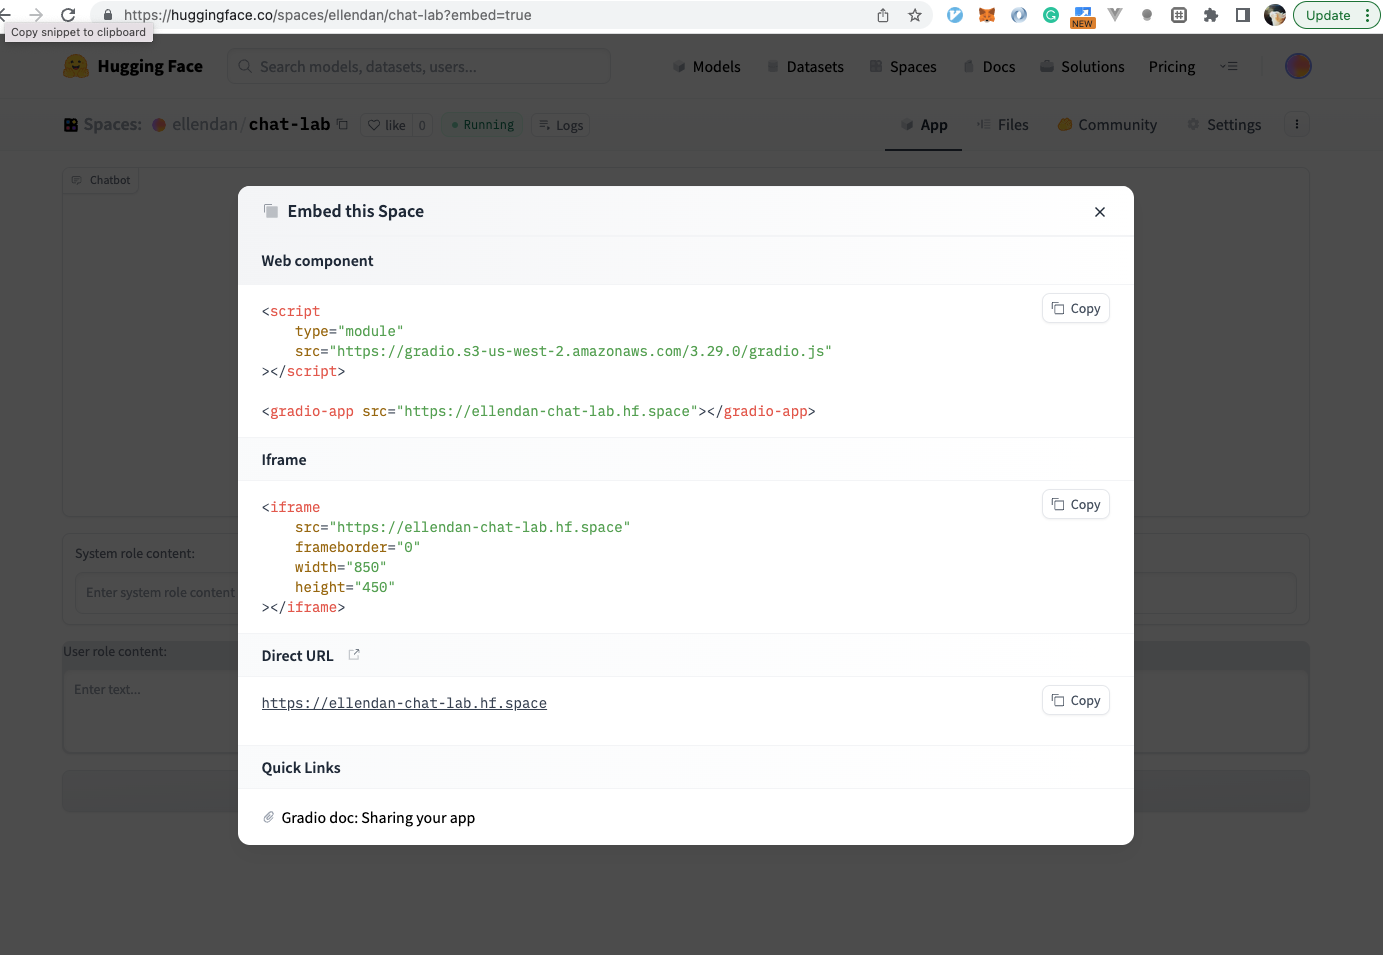 https://huggingface.co/spaces/ellendan/chat-lab?embed=true
NEW
Update
Copy snippet to clipboard
Hugging Face
Search models, datasets, users...
Models
Datasets
Spaces
Docs
Solutions
Pricing
Spaces:
ellendan/chat-lab
like
0
Running
Logs
App
Files
Community
Settings
Chatbot
Embed this Space
Web component
<script
Copy
type="module"
src="https://gradio.s3-us-west-2.amazonaws.com/3.29.0/gradio.js"
></script>
<gradio-app src="https://ellendan-chat-lab.hf.space"></gradio-app>
Iframe
<iframe
Copy
src="https://ellendan-chat-lab.hf.space"
frameborder="0"
width="850"
height="450"
></iframe>
System role content:
Enter system role content
User role content:
Enter text...
Direct URL
https://ellendan-chat-lab.hf.space
Copy
Quick Links
Gradio doc: Sharing your app